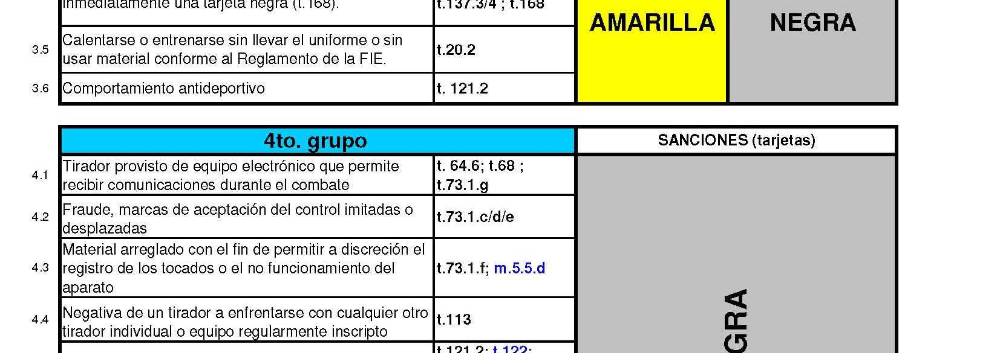 inmediatamente una tarjeta negra (t.168).
t.137.3/4 ; t.168
AMARILLA
NEGRA
3.5
Calentarse o entrenarse sin llevar el uniforme o sin
usar material conforme al Reglamento de la FIE.
t.20.2
3.6
Comportamiento antideportivo
t. 121.2
4to. grupo
SANCIONES (tarjetas)
4.1
Tirador provisto de equipo electrónico que permite
recibir comunicaciones durante el combate
t. 64.6; t.68 ;
t.73.1.g
4.2
Fraude, marcas de aceptación del control imitadas o
desplazadas
t.73.1.c/d/e
4.3
Material arreglado con el fin de permitir a discreción el
registro de los tocados o el no funcionamiento del
aparato
t.73.1.f; m.5.5.d
4.4
Negativa de un tirador a enfrentarse con cualquier otro
tirador individual o equipo regularmente inscripto
t.113
t.121.2; t.122;
GRA